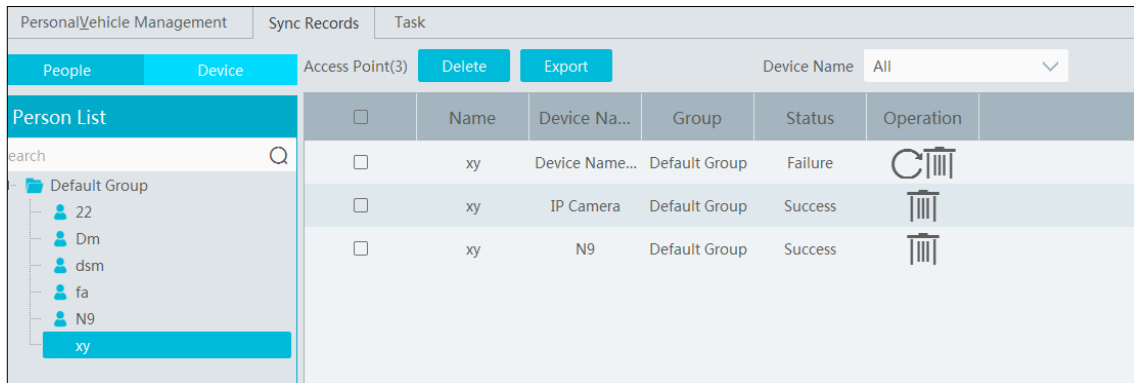 PersonalVehicle Management Sync Records Task
People Device Access Point(3) Delete Export Device Name All
Person List Name Device Na... Group Status Operation
earch xy Device Name... Default Group Failure
Default Group
22 xy IP Camera Default Group Success
Dm
dsm xy N9 Default Group Success
fa
N9
xy